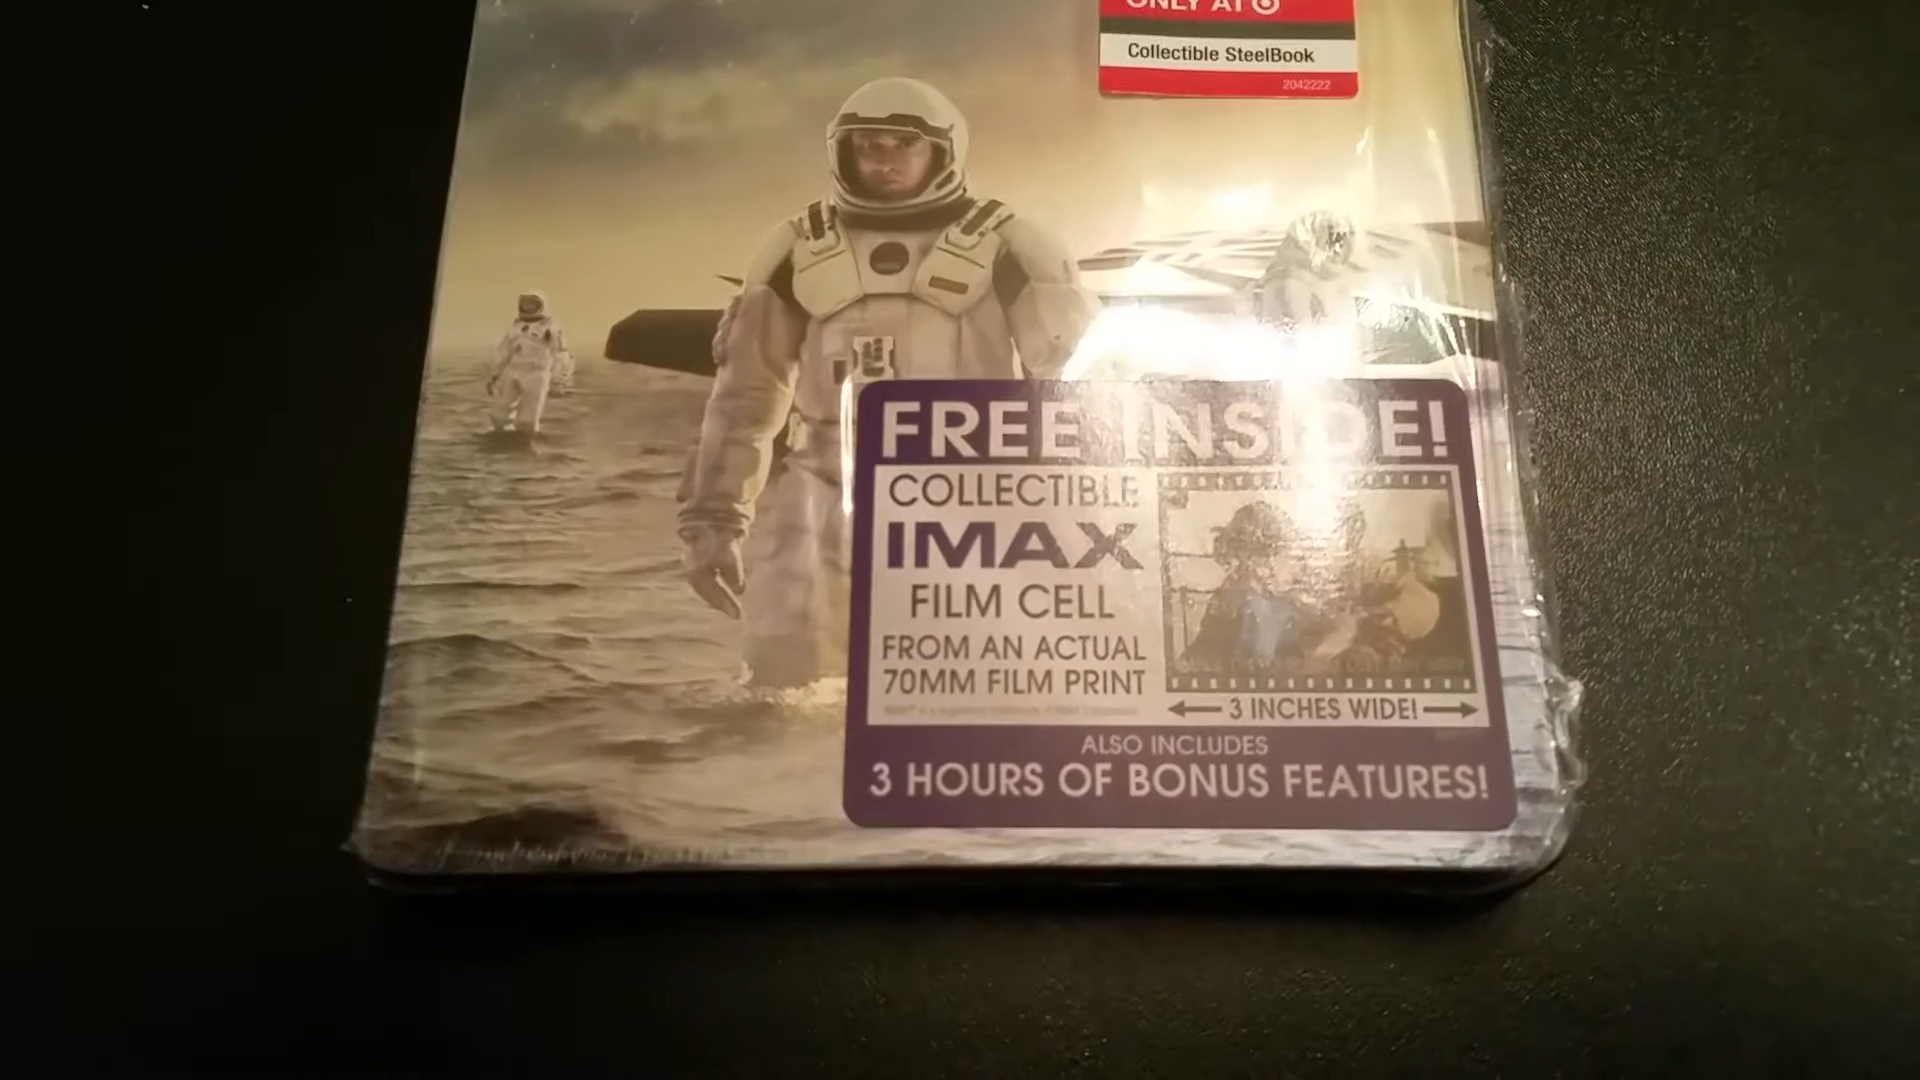 ONLY AT
Collectible SteelBook
2042222
FREE INSIDE!
COLLECTIBLE
IMAX
FILM CELL
FROM AN ACTUAL
70MM FILM PRINT
3 INCHES WIDE!
ALSO INCLUDES
3 HOURS OF BONUS FEATURES!